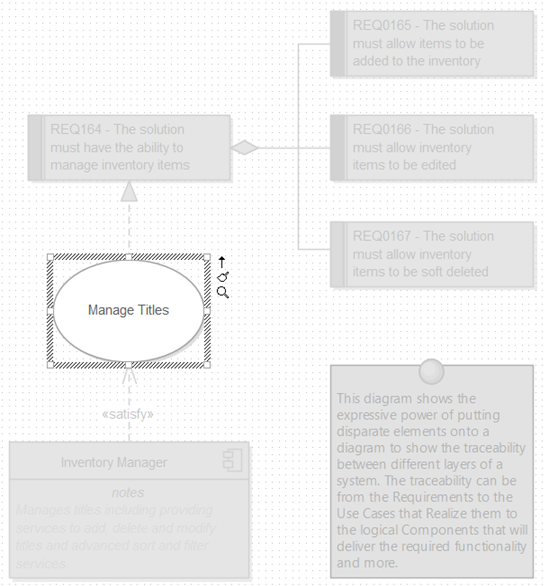 REQ0165 - The solution
must allow items to be
added to the inventory
REQ164 - The solution
must have the ability to
manage inventory items
REQ0166 - The solution
must allow inventory
items to be edited
REQ0167 - The solution
must allow inventory
items to be soft deleted
Manage Titles
«satisfy»
Inventory Manager
notes
Manages titles including providing
services to add, delete and modify
titles and advanced sort and filter
services
This diagram shows the
expressive power of putting
disparate elements onto a
diagram to show the traceability
between different layers of a
system. The traceability can be
from the Requirements to the
Use Cases that Realize them to
the logical Components that will
deliver the required functionality
and more.